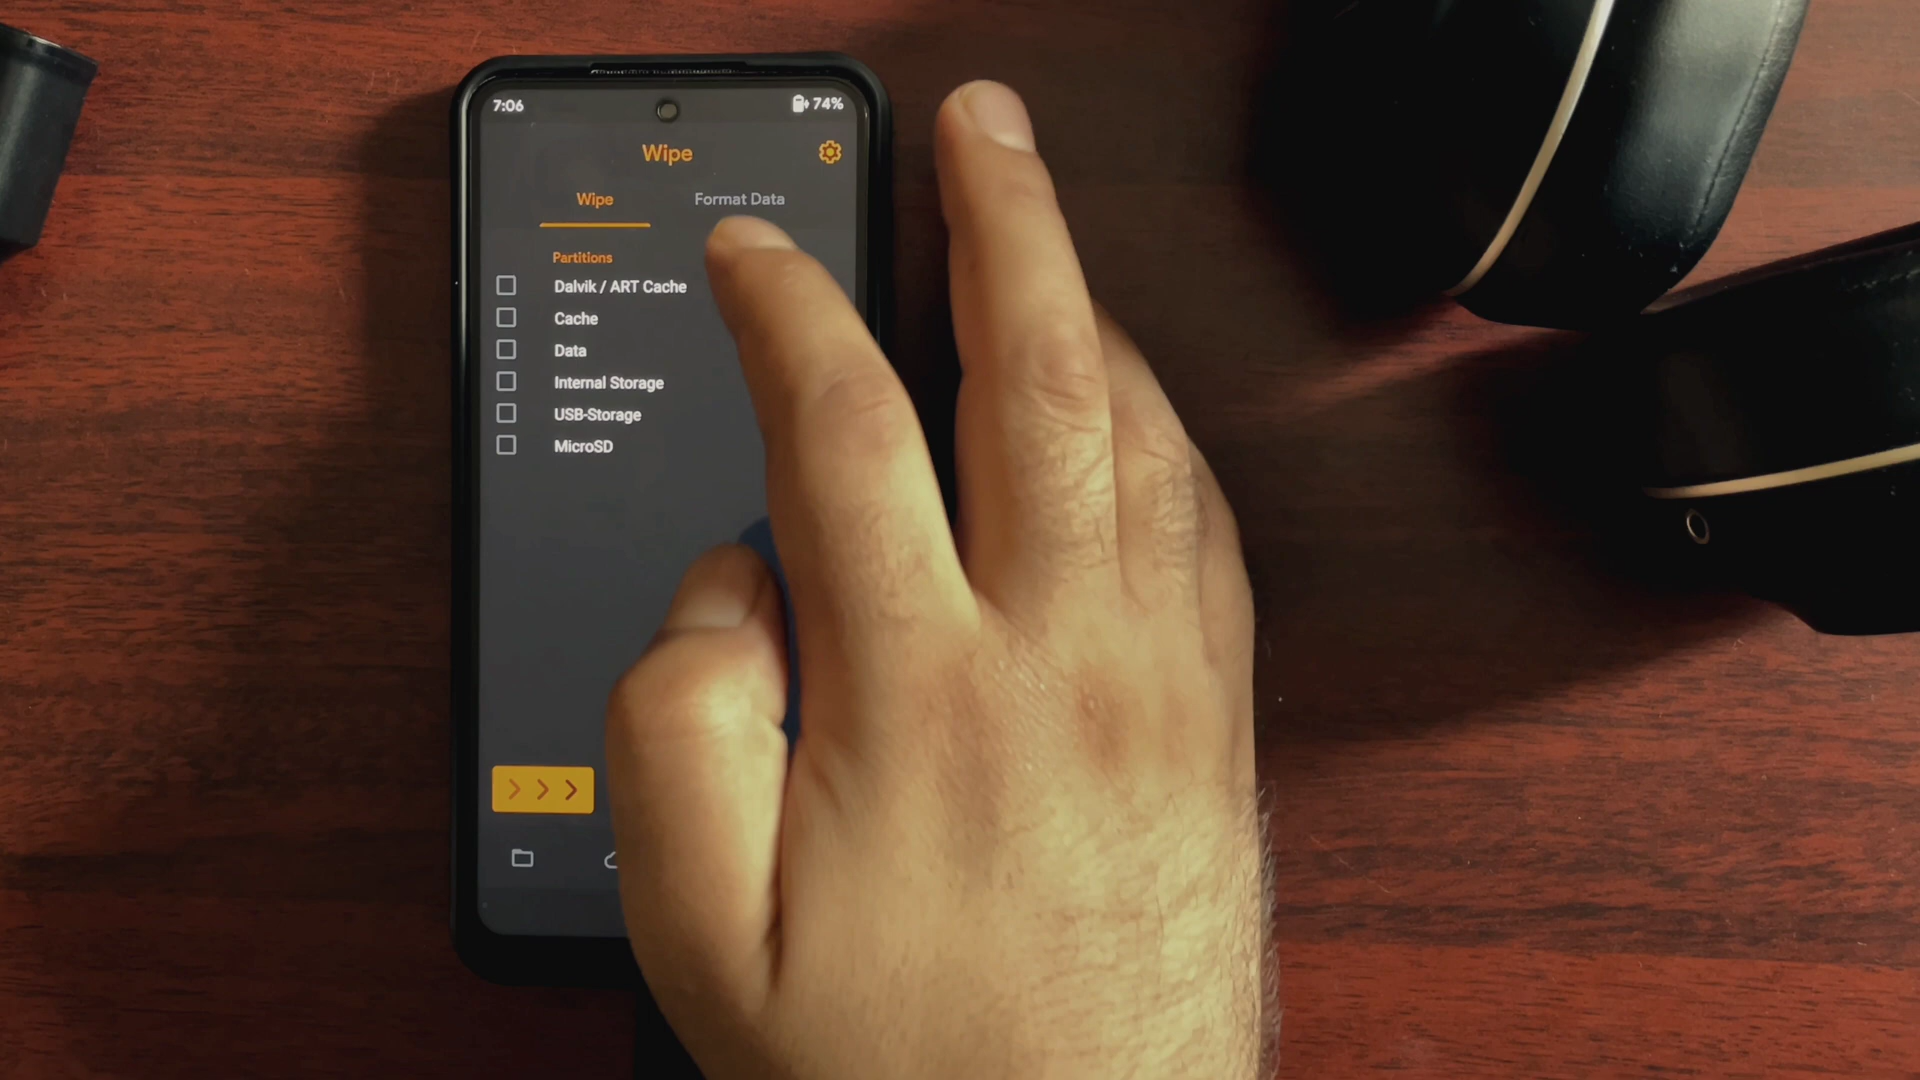 7:06
74%
Wipe
Wipe
Format Data
Partitions
Dalvik / ART Cache
Cache
Data
Internal Storage
USB-Storage
MicroSD